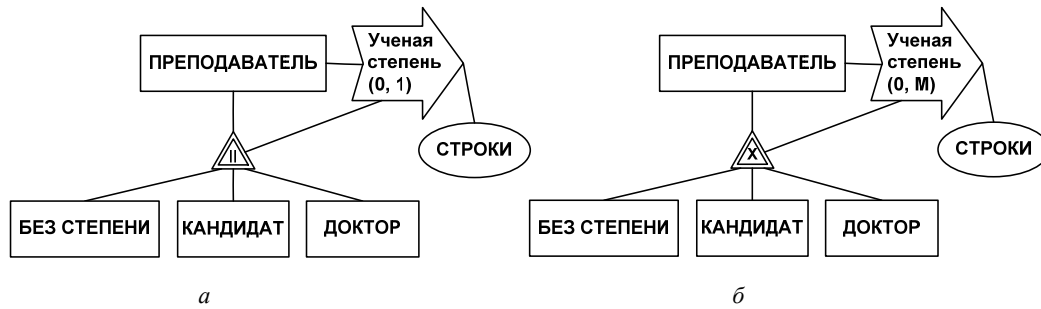 ПРЕПОДАВАТЕЛЬ
Ученая
степень
(0, 1)
СТРОКИ
II
БЕЗ СТЕПЕНИ
КАНДИДАТ
ДОКТОР
а
ПРЕПОДАВАТЕЛЬ
Ученая
степень
(0, М)
СТРОКИ
X
БЕЗ СТЕПЕНИ
КАНДИДАТ
ДОКТОР
б